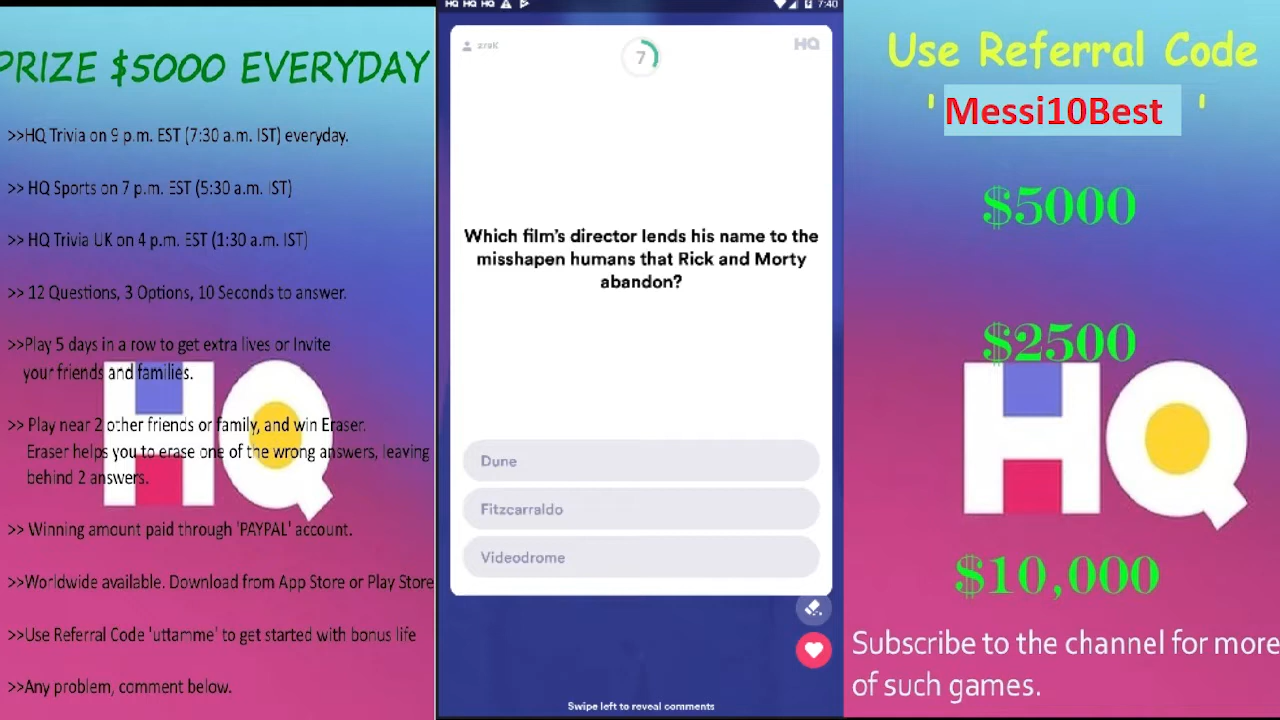 PRIZE $5000 EVERYDAY
>>HQ Trivia on 9 p.m. EST (7:30 a.m. IST) everyday.
>> HQ Sports on 7 p.m. EST (5:30 a.m. IST)
>> HQ Trivia UK on 4 p.m. EST (1:30 a.m. IST)
>> 12 Questions, 3 Options, 10 Seconds to answer.
>>Play 5 days in a row to get extra lives or Invite
your friends and families.
>> Play near 2 other friends or family, and win Eraser.
Eraser helps you to erase one of the wrong answers, leaving
behind 2 answers.
>> Winning amount paid through 'PAYPAL' account.
>>Worldwide available. Download from App Store or Play Store
>>Use Referral Code 'uttamme' to get started with bonus life
>>Any problem, comment below.
HQ
HQ HQ HQ
7:40
HQ
7
Which film's director lends his name to the
misshapen humans that Rick and Morty
abandon?
Dune
Fitzcarraldo
Videodrome
Swipe left to reveal comments
Use Referral Code
' Messi10Best '
$5000
$2500
HQ
$10,000
Subscribe to the channel for more
of such games.